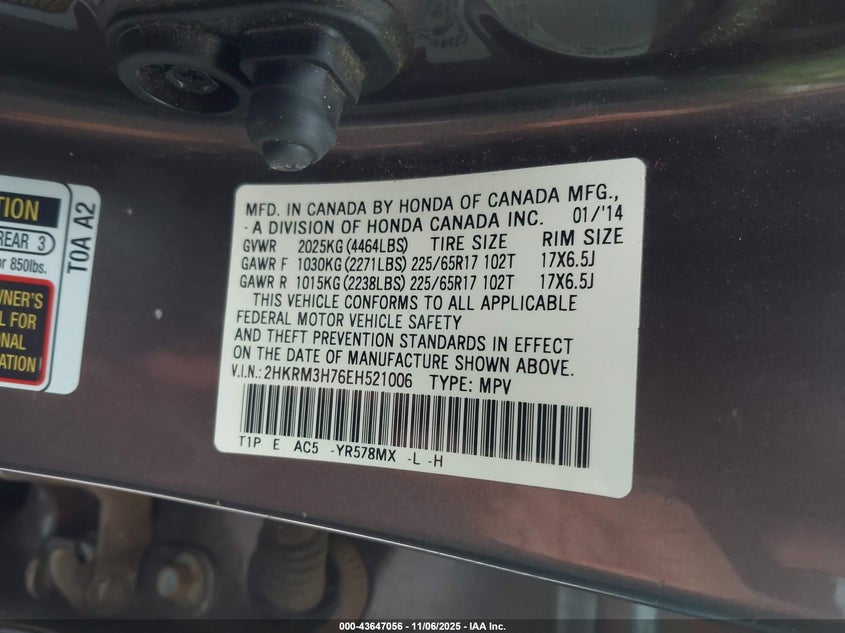 TION
REAR 3
or 850lbs.
WNER'S
L FOR
NAL
ATION
TOA A2
MFD. IN CANADA BY HONDA OF CANADA MFG.,
A DIVISION OF HONDA CANADA INC. 01/'14
GVWR 2025KG (4464LBS) TIRE SIZE RIM SIZE
GAWR F 1030KG (2271LBS) 225/65R17 102T 17X6.5J
GAWR R 1015KG (2238LBS) 225/65R17 102T 17X6.5J
THIS VEHICLE CONFORMS TO ALL APPLICABLE
FEDERAL MOTOR VEHICLE SAFETY
AND THEFT PREVENTION STANDARDS IN EFFECT
ON THE DATE OF MANUFACTURE SHOWN ABOVE.
V.I.N.: 2HKRM3H76EH521006 TYPE: MPV
T1P E AC5 -YR578MX -L -H
000-43647056 - 11/06/2025 - IAA Inc.